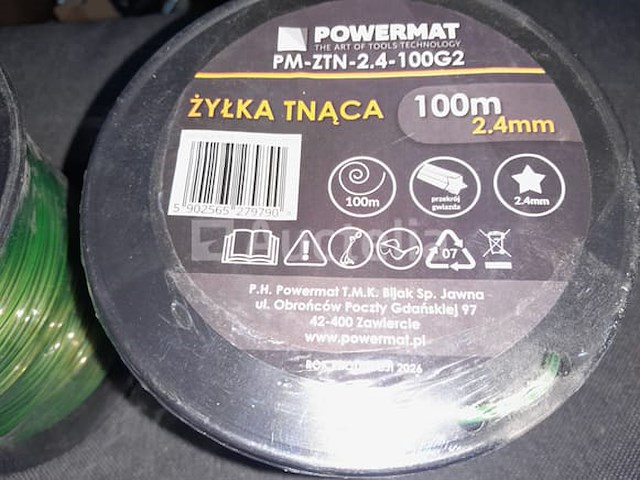 POWERMAT
THE ART OF TOOLS TECHNOLOGY
PM-ZTN-2.4-100G2
ŻYŁKA TNĄCA
100m
2.4mm
5 902565 279790
100m
przekrój
gwiazda
2.4mm
07
P.H. Powermat T.M.K. Bijak Sp. Jawna
ul. Obrońców Poczty Gdańskiej 97
42-400 Zawiercie
www.powermat.pl
ROK 2026